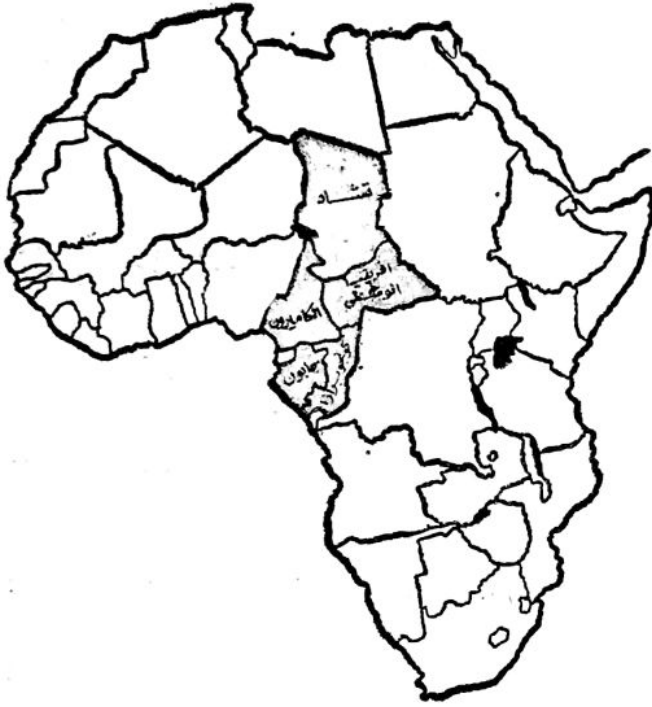 تشاد
افريقيا
الوسطى
الكاميرون
جابون